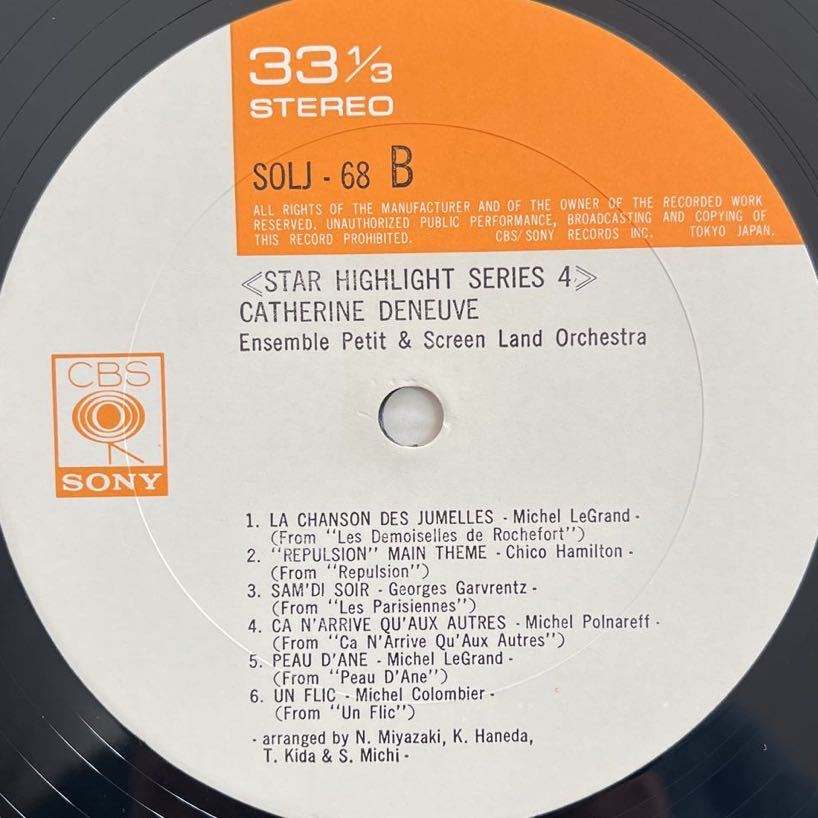 33 1/3
STEREO
SOLJ - 68 B
ALL RIGHTS OF THE MANUFACTURER AND OF THE OWNER OF THE RECORDED WORK
RESERVED. UNAUTHORIZED PUBLIC PERFORMANCE, BROADCASTING AND COPYING OF
THIS RECORD PROHIBITED. CBS/SONY RECORDS INC. TOKYO JAPAN.
≪STAR HIGHLIGHT SERIES 4≫
CATHERINE DENEUVE
Ensemble Petit & Screen Land Orchestra
CBS
SONY
1. LA CHANSON DES JUMELLES - Michel LeGrand -
(From "Les Demoiselles de Rochefort")
2. "REPULSION" MAIN THEME - Chico Hamilton -
(From "Repulsion")
3. SAM'DI SOIR - Georges Garvrentz -
(From "Les Parisiennes")
4. CA N'ARRIVE QU'AUX AUTRES - Michel Polnareff -
(From "Ca N'Arrive Qu'Aux Autres")
5. PEAU D'ANE - Michel LeGrand -
(From "Peau D'Ane")
6. UN FLIC - Michel Colombier -
(From "Un Flic")
- arranged by N. Miyazaki, K. Haneda,
T. Kida & S. Michi -